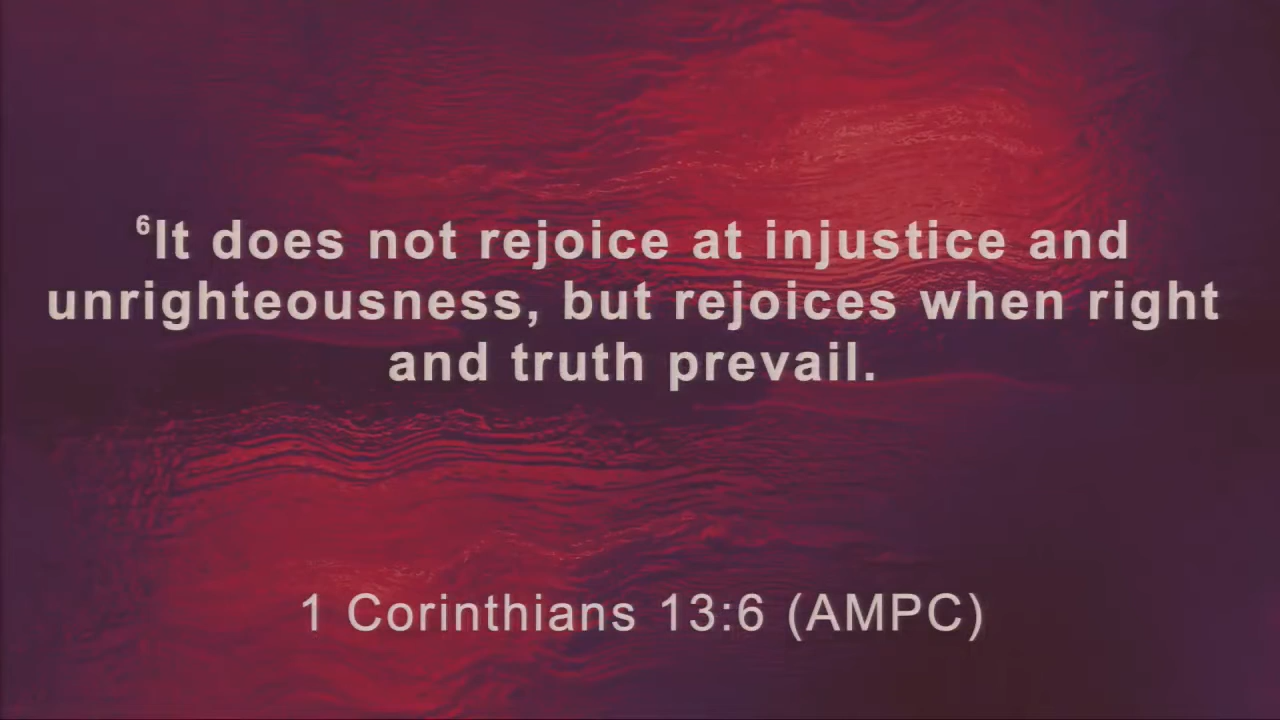 ⁶It does not rejoice at injustice and
unrighteousness, but rejoices when right
and truth prevail.
1 Corinthians 13:6 (AMPC)